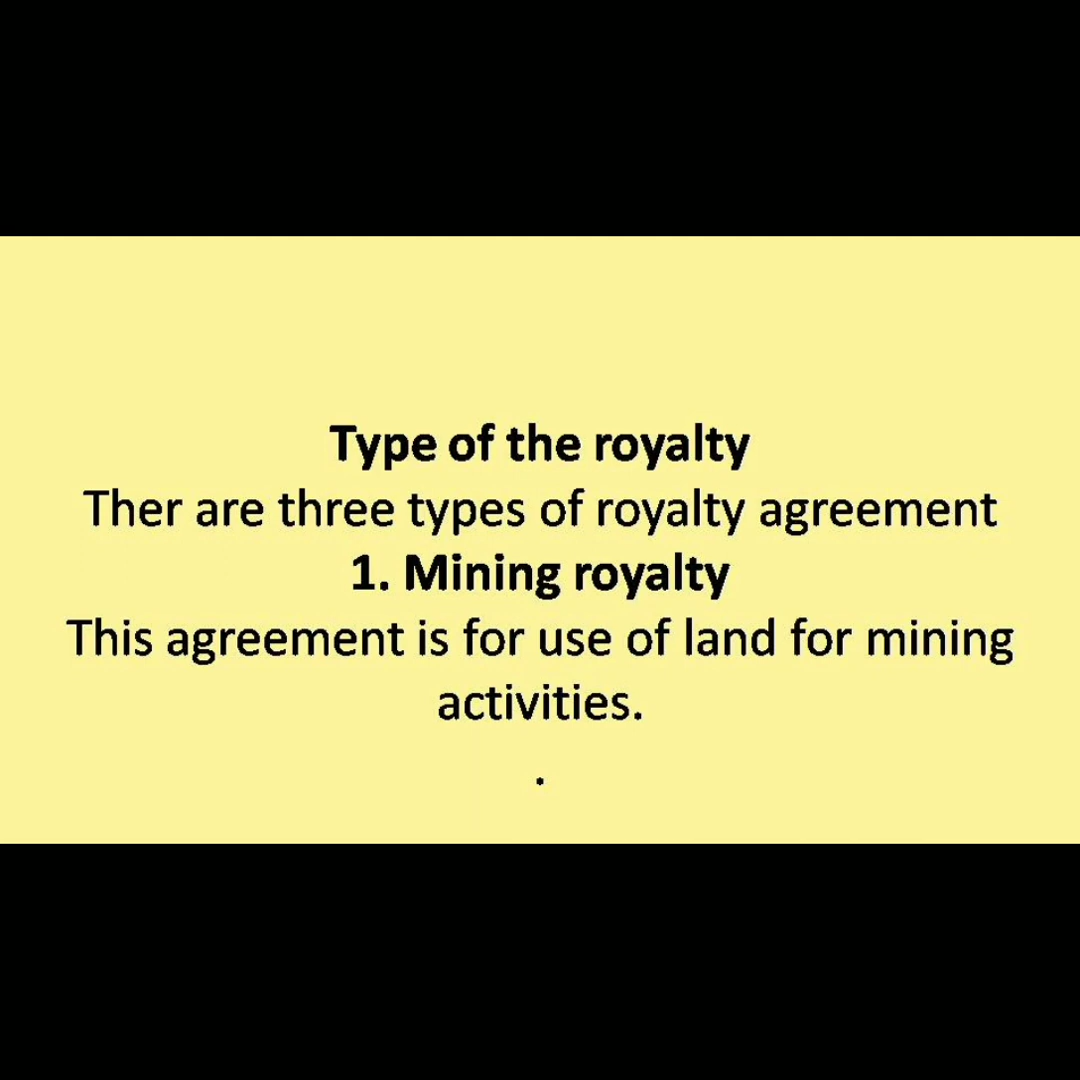 Type of the royalty
Ther are three types of royalty agreement
1. Mining royalty
This agreement is for use of land for mining
activities.
.